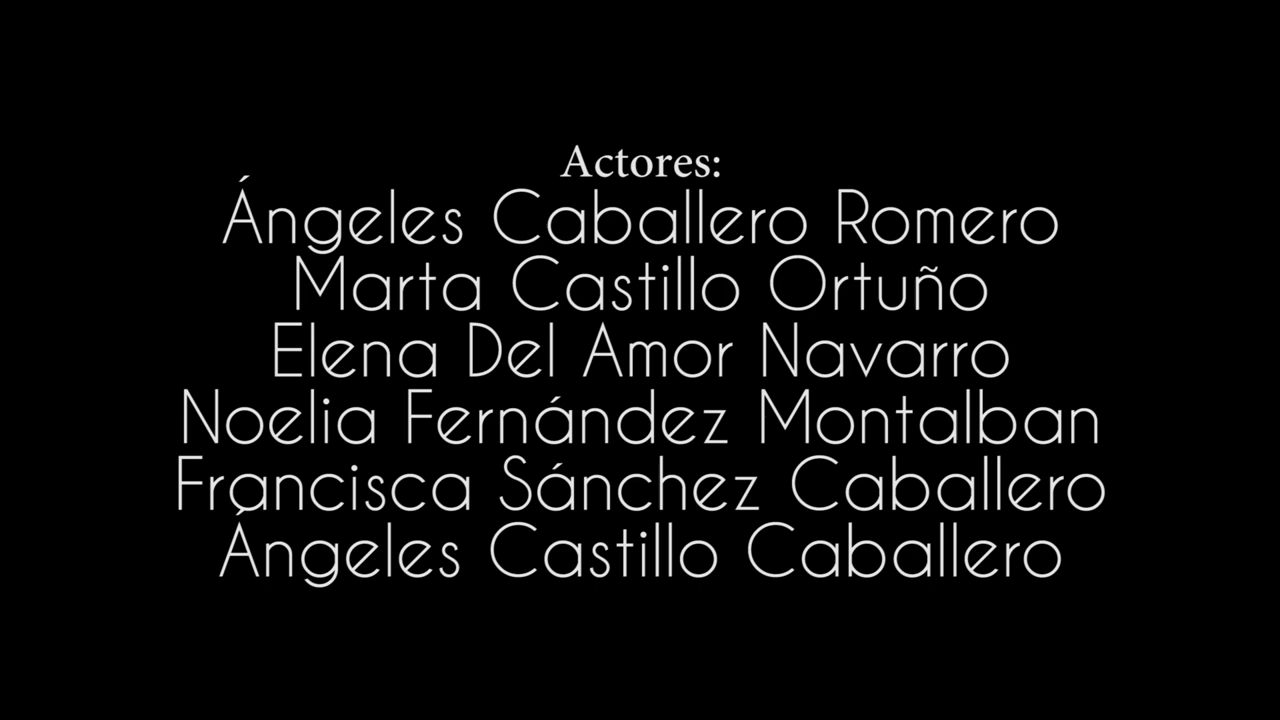 Actores:
Ángeles Caballero Romero
Marta Castillo Ortuño
Elena Del Amor Navarro
Noelia Fernández Montalban
Francisca Sánchez Caballero
Ángeles Castillo Caballero